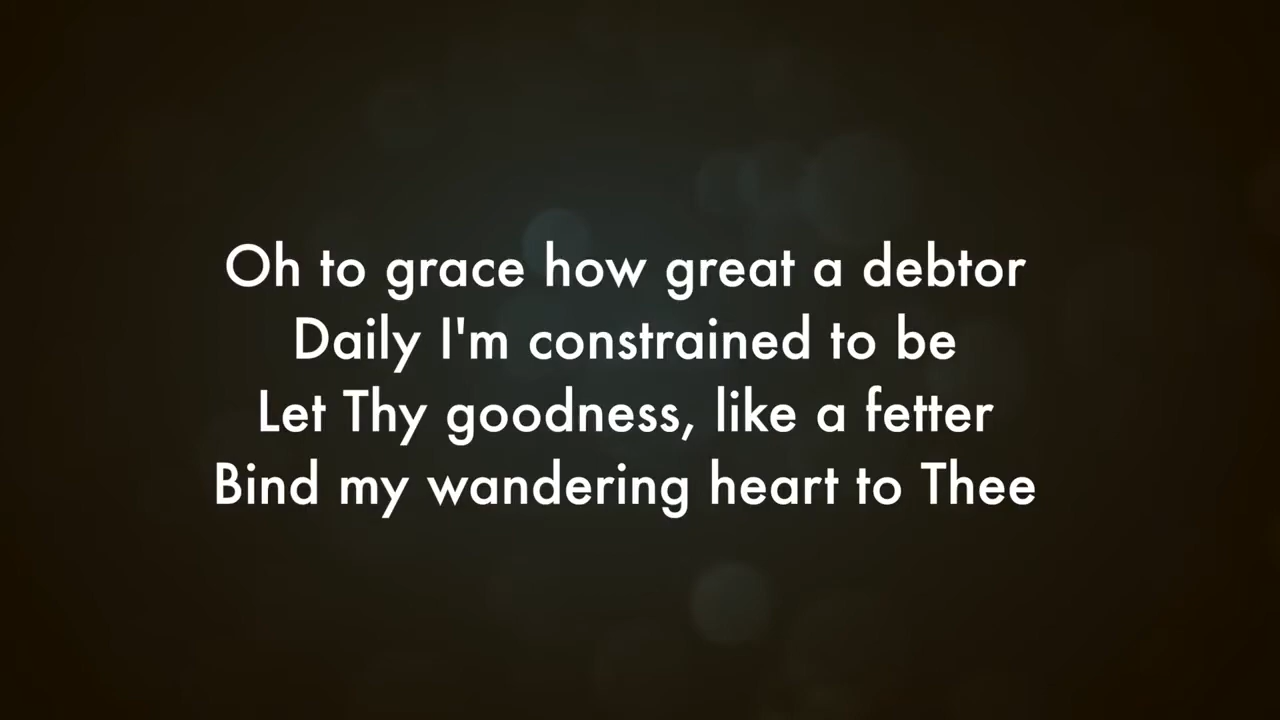 Oh to grace how great a debtor
Daily I'm constrained to be
Let Thy goodness, like a fetter
Bind my wandering heart to Thee